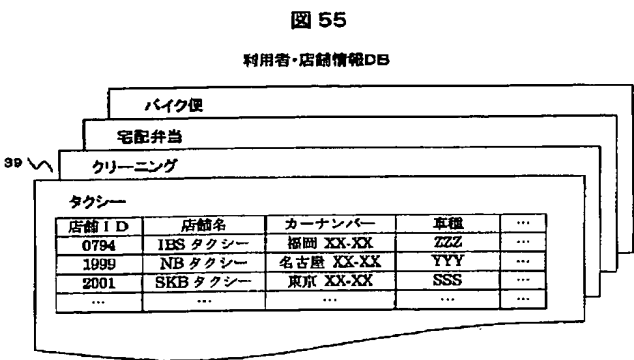 図 55
利用者・店舗情報DB
バイク便
宅配弁当
39
クリーニング
タクシー
店舗ID 店舗名 カーナンバー 車種 …
0794 IBS タクシー 福岡 XX-XX ZZZ …
1999 NB タクシー 名古屋 XX-XX YYY …
2001 SKB タクシー 東京 XX-XX SSS …
… … … … …